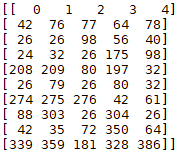 [[  0   1   2   3   4]
[ 42  76  77  64  78]
[ 26  26  98  56  40]
[ 24  32  26 175  98]
[208 209  80 197  32]
[ 26  79  26  80  32]
[274 275 276  42  61]
[ 88 303  26 304  26]
[ 42  35  72 350  64]
[339 359 181 328 386]]